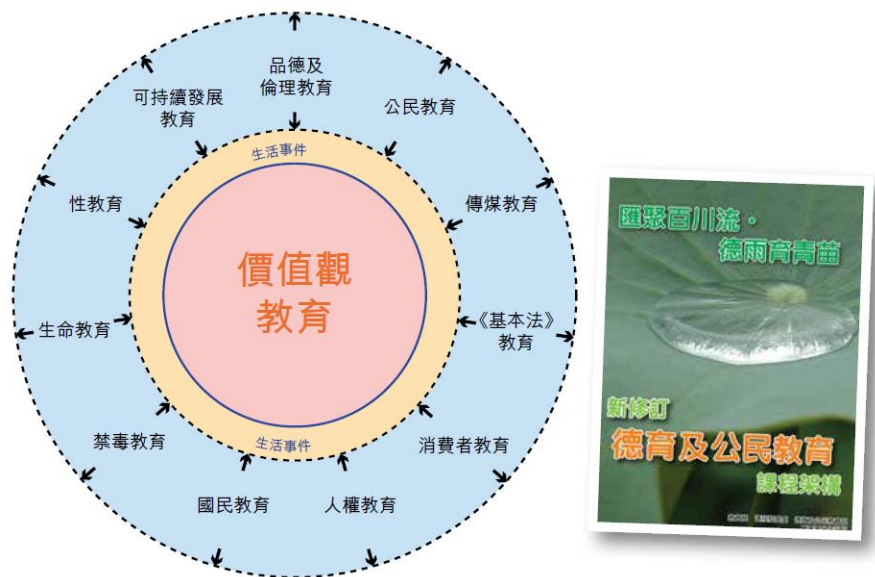 品德及
倫理教育
公民教育
傳媒教育
《基本法》
教育
消費者教育
人權教育
國民教育
禁毒教育
生命教育
性教育
可持續發展
教育
生活事件
價值觀
教育
生活事件
匯聚百川流·
德雨育青苗
新修訂
德育及公民教育
課程架構